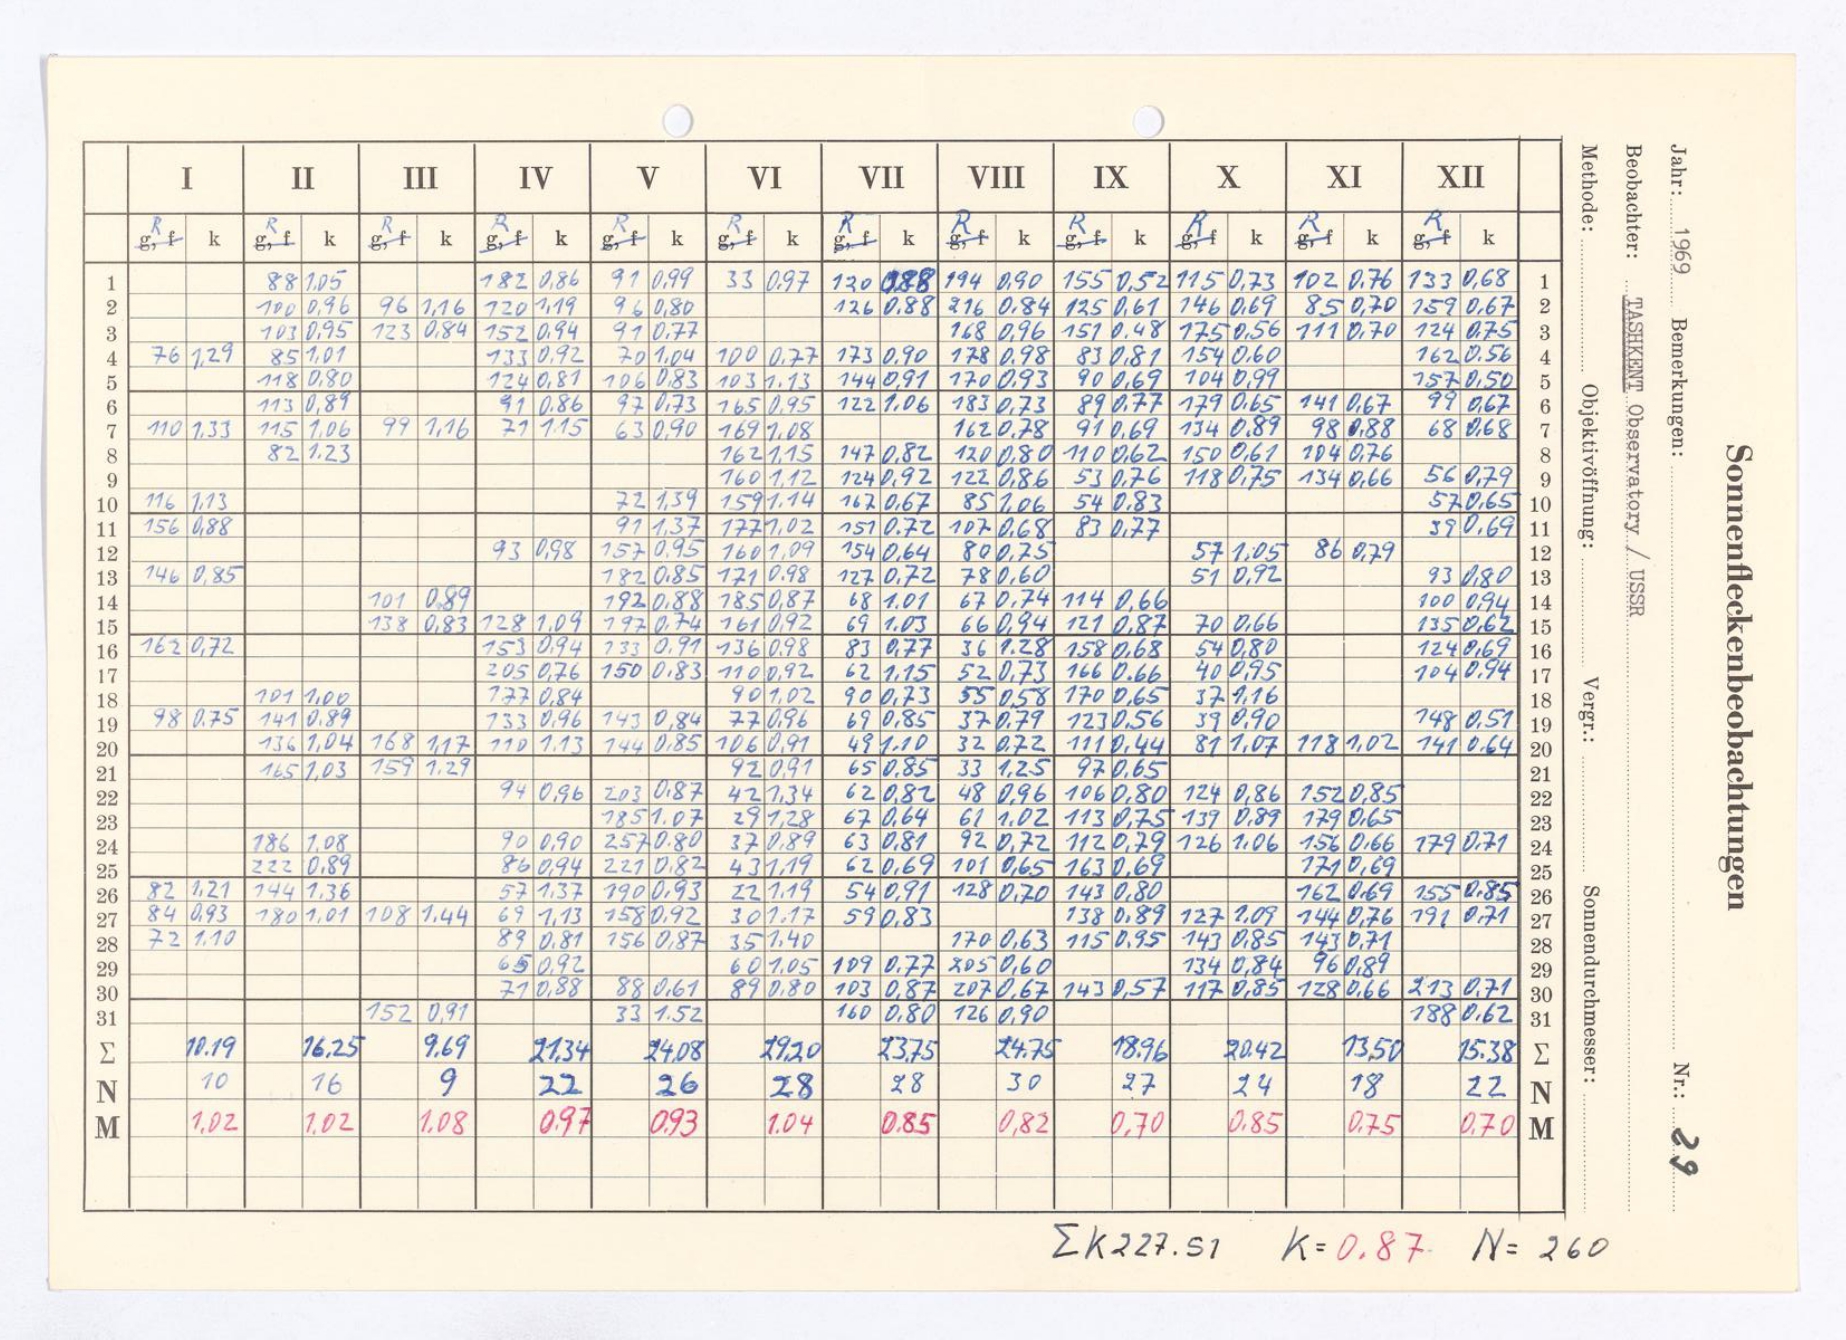 I II III IV V VI VII VIII IX X XI XII
R R R R R R R R R R R R
g, f k g, f k g, f k g, f k g, f k g, f k g, f k g, f k g, f k g, f k g, f k g, f k
1 88 1,05 182 0,86 91 0,99 33 0,97 120 0,88 194 0,90 155 0,52 115 0,73 102 0,76 133 0,68 1
2 100 0,96 96 1,16 120 1,19 96 0,80 126 0,88 216 0,84 125 0,61 146 0,69 85 0,70 159 0,67 2
3 103 0,95 123 0,84 152 0,94 91 0,77 168 0,96 151 0,48 175 0,56 111 0,70 124 0,75 3
4 76 1,29 85 1,01 133 0,92 70 1,04 100 0,77 173 0,90 178 0,98 83 0,81 154 0,60 162 0,56 4
5 118 0,80 124 0,81 106 0,83 103 1,13 144 0,91 170 0,93 90 0,69 104 0,99 157 0,50 5
6 113 0,89 91 0,86 97 0,73 165 0,95 122 1,06 183 0,73 89 0,77 179 0,65 141 0,67 99 0,67 6
7 110 1,33 115 1,06 99 1,16 71 1,15 63 0,90 169 1,08 162 0,78 91 0,69 134 0,89 98 0,88 68 0,68 7
8 82 1,23 162 1,15 147 0,82 120 0,80 110 0,62 150 0,61 104 0,76 8
9 160 1,12 124 0,92 122 0,86 53 0,76 118 0,75 134 0,66 56 0,79 9
10 116 1,13 72 1,39 159 1,14 167 0,67 85 1,06 54 0,83 57 0,65 10
11 156 0,88 91 1,37 177 1,02 151 0,72 107 0,68 83 0,77 39 0,69 11
12 93 0,98 157 0,95 160 1,09 154 0,64 80 0,75 57 1,05 86 0,79 12
13 146 0,85 182 0,85 171 0,98 127 0,72 78 0,60 51 0,92 93 0,80 13
14 101 0,89 192 0,88 185 0,87 68 1,01 67 0,74 114 0,66 100 0,94 14
15 138 0,83 128 1,09 197 0,74 161 0,92 69 1,03 66 0,94 121 0,87 70 0,66 135 0,62 15
16 162 0,72 153 0,94 133 0,91 136 0,98 83 0,77 36 1,28 158 0,68 54 0,80 124 0,69 16
17 205 0,76 150 0,83 110 0,92 62 1,15 52 0,73 166 0,66 40 0,95 104 0,94 17
18 101 1,00 177 0,84 90 1,02 90 0,73 55 0,58 170 0,65 37 1,16 18
19 98 0,75 141 0,89 133 0,96 143 0,84 77 0,96 69 0,85 37 0,79 123 0,56 39 0,90 148 0,51 19
20 136 1,04 168 1,17 110 1,13 144 0,85 106 0,91 49 1,10 32 0,72 111 0,44 81 1,07 118 1,02 141 0,64 20
21 165 1,03 159 1,29 92 0,91 65 0,85 33 1,25 97 0,65 21
22 94 0,96 203 0,87 42 1,34 62 0,82 48 0,96 106 0,80 124 0,86 152 0,85 22
23 185 1,07 29 1,28 67 0,64 61 1,02 113 0,75 139 0,89 179 0,65 23
24 186 1,08 90 0,90 257 0,80 37 0,89 63 0,81 92 0,72 112 0,79 126 1,06 156 0,66 179 0,71 24
25 222 0,89 86 0,94 221 0,82 43 1,19 62 0,69 101 0,65 163 0,69 171 0,69 25
26 82 1,21 144 1,36 57 1,37 190 0,93 22 1,19 54 0,91 128 0,70 143 0,80 162 0,69 155 0,85 26
27 84 0,93 180 1,01 108 1,44 69 1,13 158 0,92 30 1,17 59 0,83 138 0,89 127 1,09 144 0,76 191 0,71 27
28 72 1,10 89 0,81 156 0,87 35 1,40 170 0,63 115 0,95 143 0,85 143 0,71 28
29 65 0,92 60 1,05 109 0,77 205 0,60 134 0,84 96 0,89 29
30 71 0,88 88 0,61 89 0,80 103 0,87 207 0,67 143 0,57 117 0,85 128 0,66 213 0,71 30
31 152 0,91 33 1,52 160 0,80 126 0,90 188 0,62 31
Σ 10.19 16,25 9.69 21,34 24,08 29,20 23,75 24.75 18.96 20.42 13,50 15.38 Σ
N 10 16 9 22 26 28 28 30 27 24 18 22 N
M 1,02 1,02 1,08 0,97 0,93 1,04 0,85 0,82 0,70 0,85 0,75 0,70 M
ΣK 227.51 K= 0.87 N= 260
Sonnenfleckenbeobachtungen
Jahr: 1969 Bemerkungen: Nr.: 29
Beobachter: TASHKENT Observatory / USSR
Methode: Objektivöffnung: Vergr.: Sonnendurchmesser: